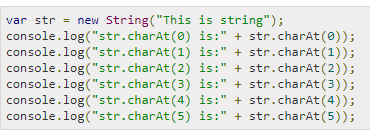 var str = new String("This is string");
console.log("str.charAt(0) is:" + str.charAt(0));
console.log("str.charAt(1) is:" + str.charAt(1));
console.log("str.charAt(2) is:" + str.charAt(2));
console.log("str.charAt(3) is:" + str.charAt(3));
console.log("str.charAt(4) is:" + str.charAt(4));
console.log("str.charAt(5) is:" + str.charAt(5));